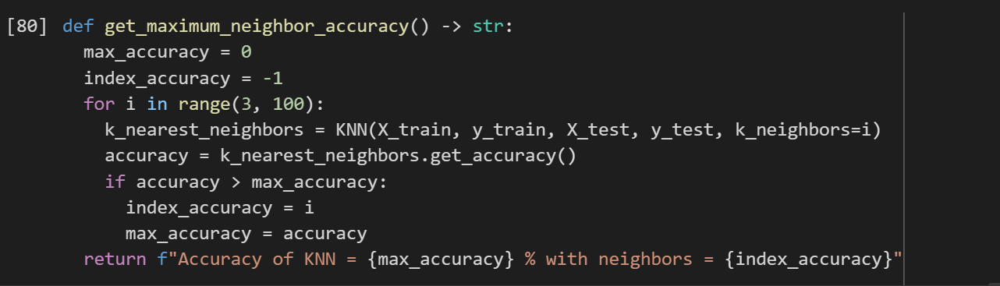 [80] def get_maximum_neighbor_accuracy() -> str:
  max_accuracy = 0
  index_accuracy = -1
  for i in range(3, 100):
    k_nearest_neighbors = KNN(X_train, y_train, X_test, y_test, k_neighbors=i)
    accuracy = k_nearest_neighbors.get_accuracy()
    if accuracy > max_accuracy:
      index_accuracy = i
      max_accuracy = accuracy
  return f"Accuracy of KNN = {max_accuracy} % with neighbors = {index_accuracy}"